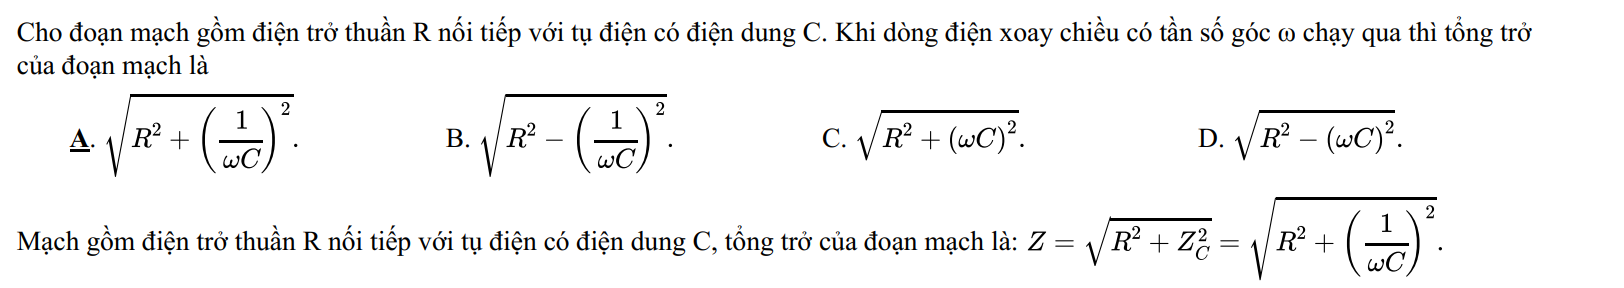 Cho đoạn mạch gồm điện trở thuần R nối tiếp với tụ điện có điện dung C. Khi dòng điện xoay chiều có tần số góc ω chạy qua thì tổng trở
của đoạn mạch là
A. $\sqrt{R^2 + \left(\frac{1}{\omega C}\right)^2}$. B. $\sqrt{R^2 - \left(\frac{1}{\omega C}\right)^2}$. C. $\sqrt{R^2 + (\omega C)^2}$. D. $\sqrt{R^2 - (\omega C)^2}$.
Mạch gồm điện trở thuần R nối tiếp với tụ điện có điện dung C, tổng trở của đoạn mạch là: $Z = \sqrt{R^2 + Z_C^2} = \sqrt{R^2 + \left(\frac{1}{\omega C}\right)^2}$.